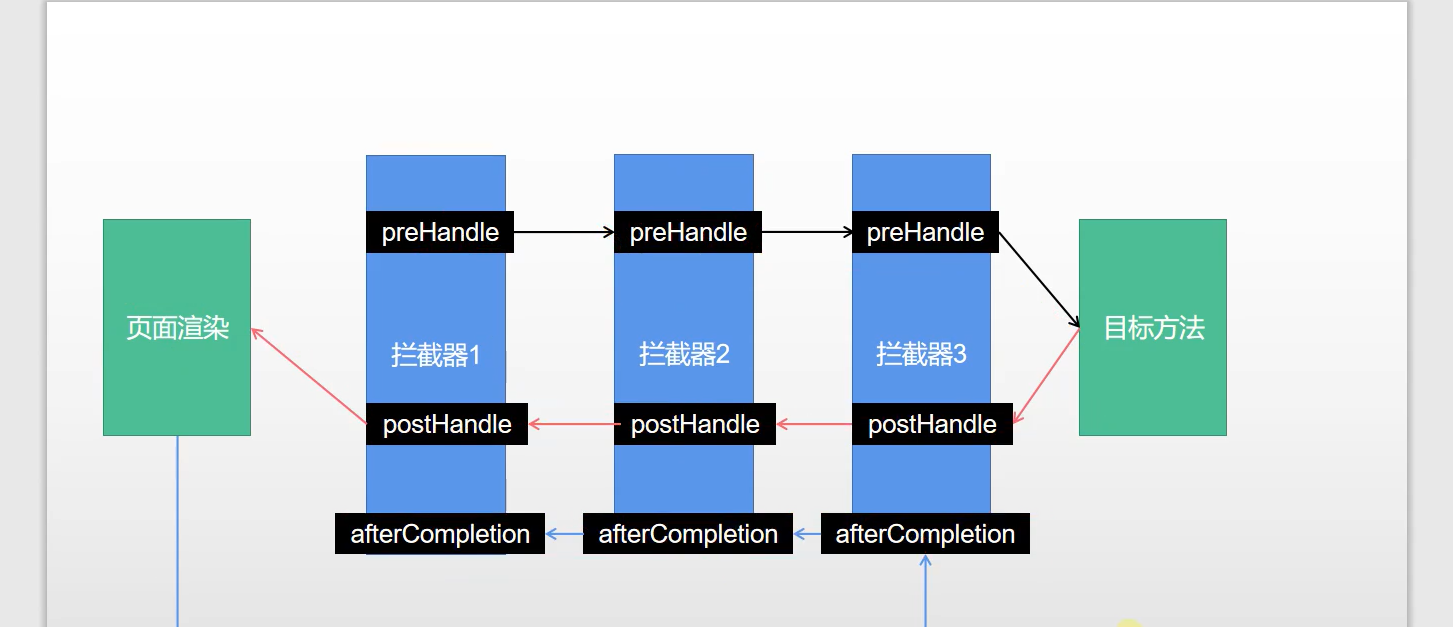 preHandle
preHandle
preHandle
页面渲染
拦截器1
拦截器2
拦截器3
目标方法
postHandle
postHandle
postHandle
afterCompletion
afterCompletion
afterCompletion